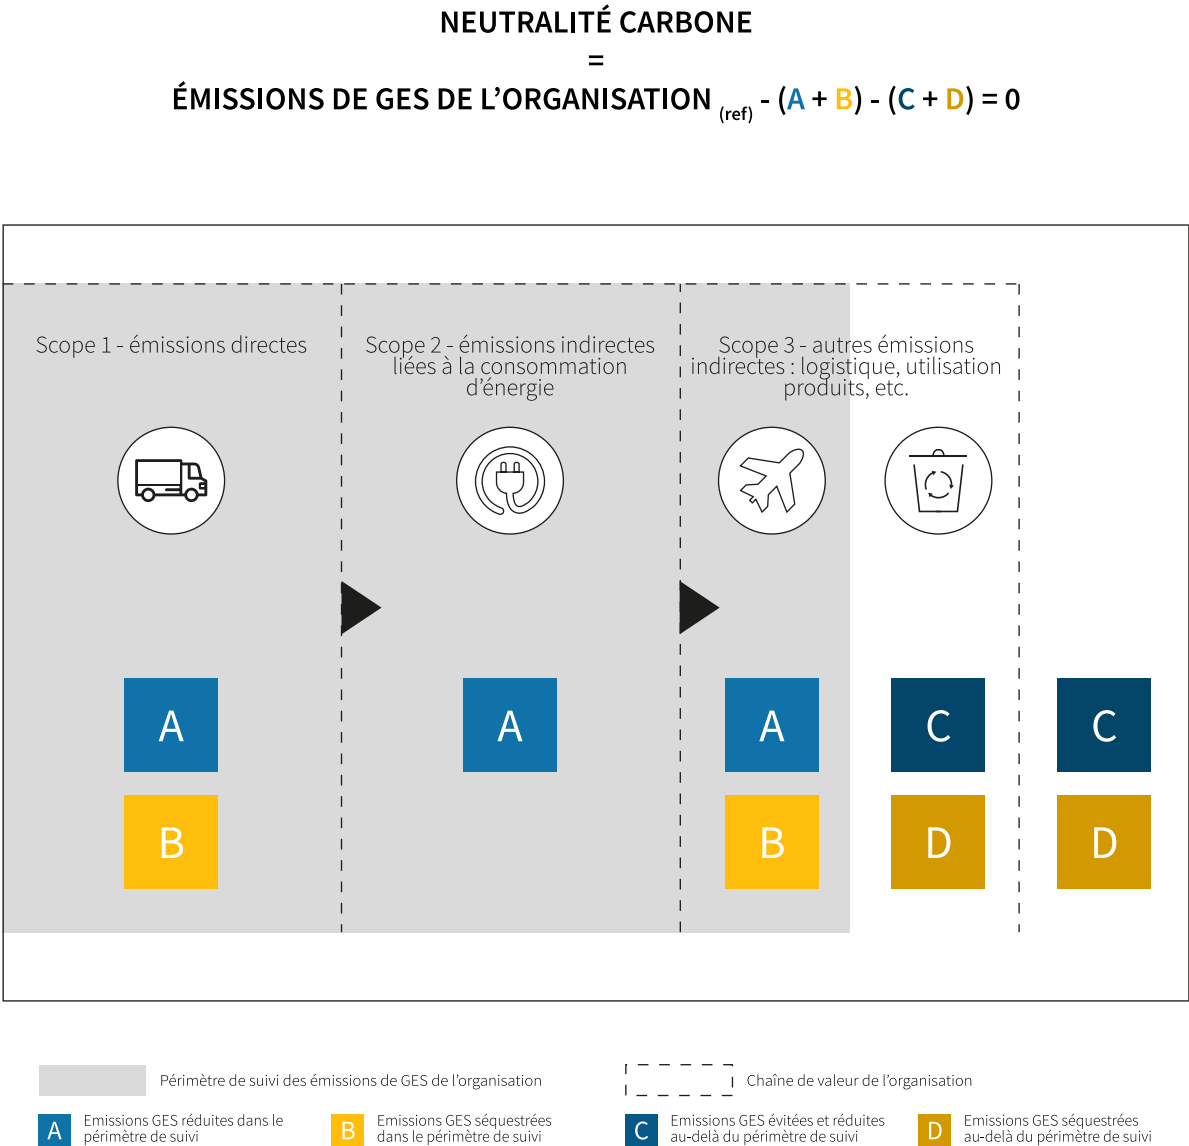 NEUTRALITÉ CARBONE
=
ÉMISSIONS DE GES DE L’ORGANISATION (ref) - (A + B) - (C + D) = 0
Scope 1 - émissions directes
Scope 2 - émissions indirectes
liées à la consommation
d’énergie
Scope 3 - autres émissions
indirectes : logistique, utilisation
produits, etc.
A
A
A
C
C
B
B
D
D
Périmètre de suivi des émissions de GES de l’organisation
Chaîne de valeur de l’organisation
A
Emissions GES réduites dans le
périmètre de suivi
B
Emissions GES séquestrées
dans le périmètre de suivi
C
Emissions GES évitées et réduites
au-delà du périmètre de suivi
D
Emissions GES séquestrées
au-delà du périmètre de suivi